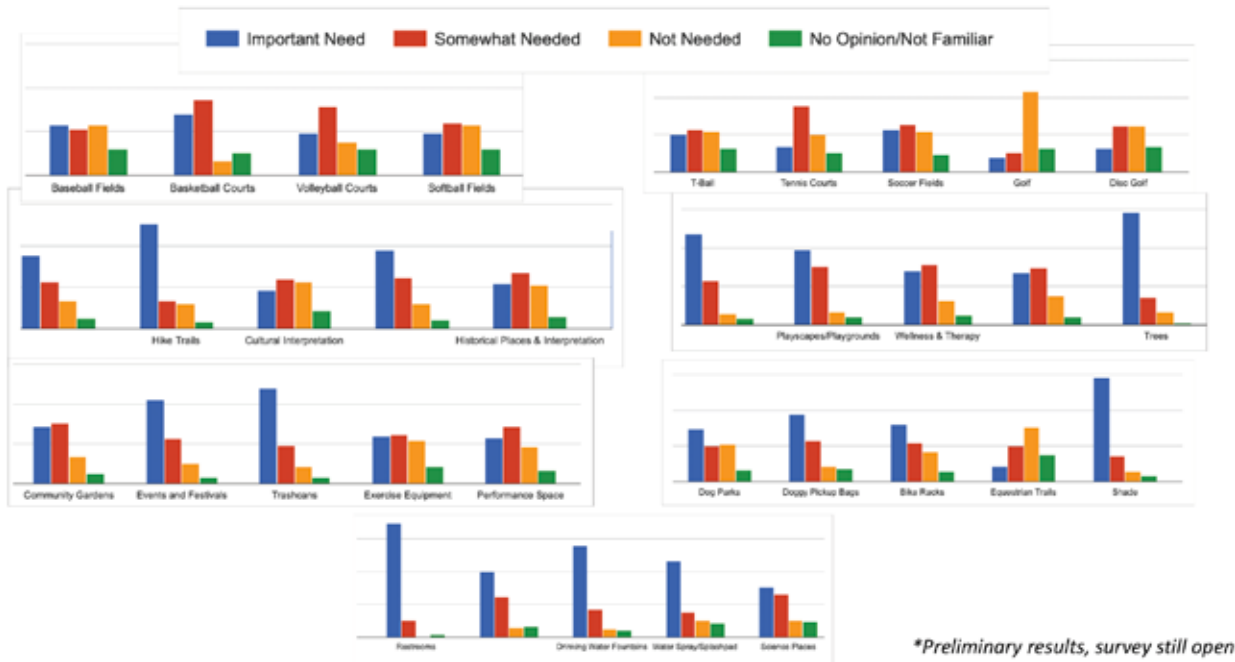 Important Need Somewhat Needed Not Needed No Opinion/Not Familiar
Baseball Fields Basketball Courts Volleyball Courts Softball Fields
T-Ball Tennis Courts Soccer Fields Golf Disc Golf
Hike Trails Cultural Interpretation Historical Places & Interpretation
Playscapes/Playgrounds Wellness & Therapy Trees
Community Gardens Events and Festivals Trashcans Exercise Equipment Performance Space
Dog Parks Doggy Pickup Bags Bike Racks Equestrian Trails Shade
Restrooms Drinking Water Fountains Water Spray/Splashpad Science Places
*Preliminary results, survey still open